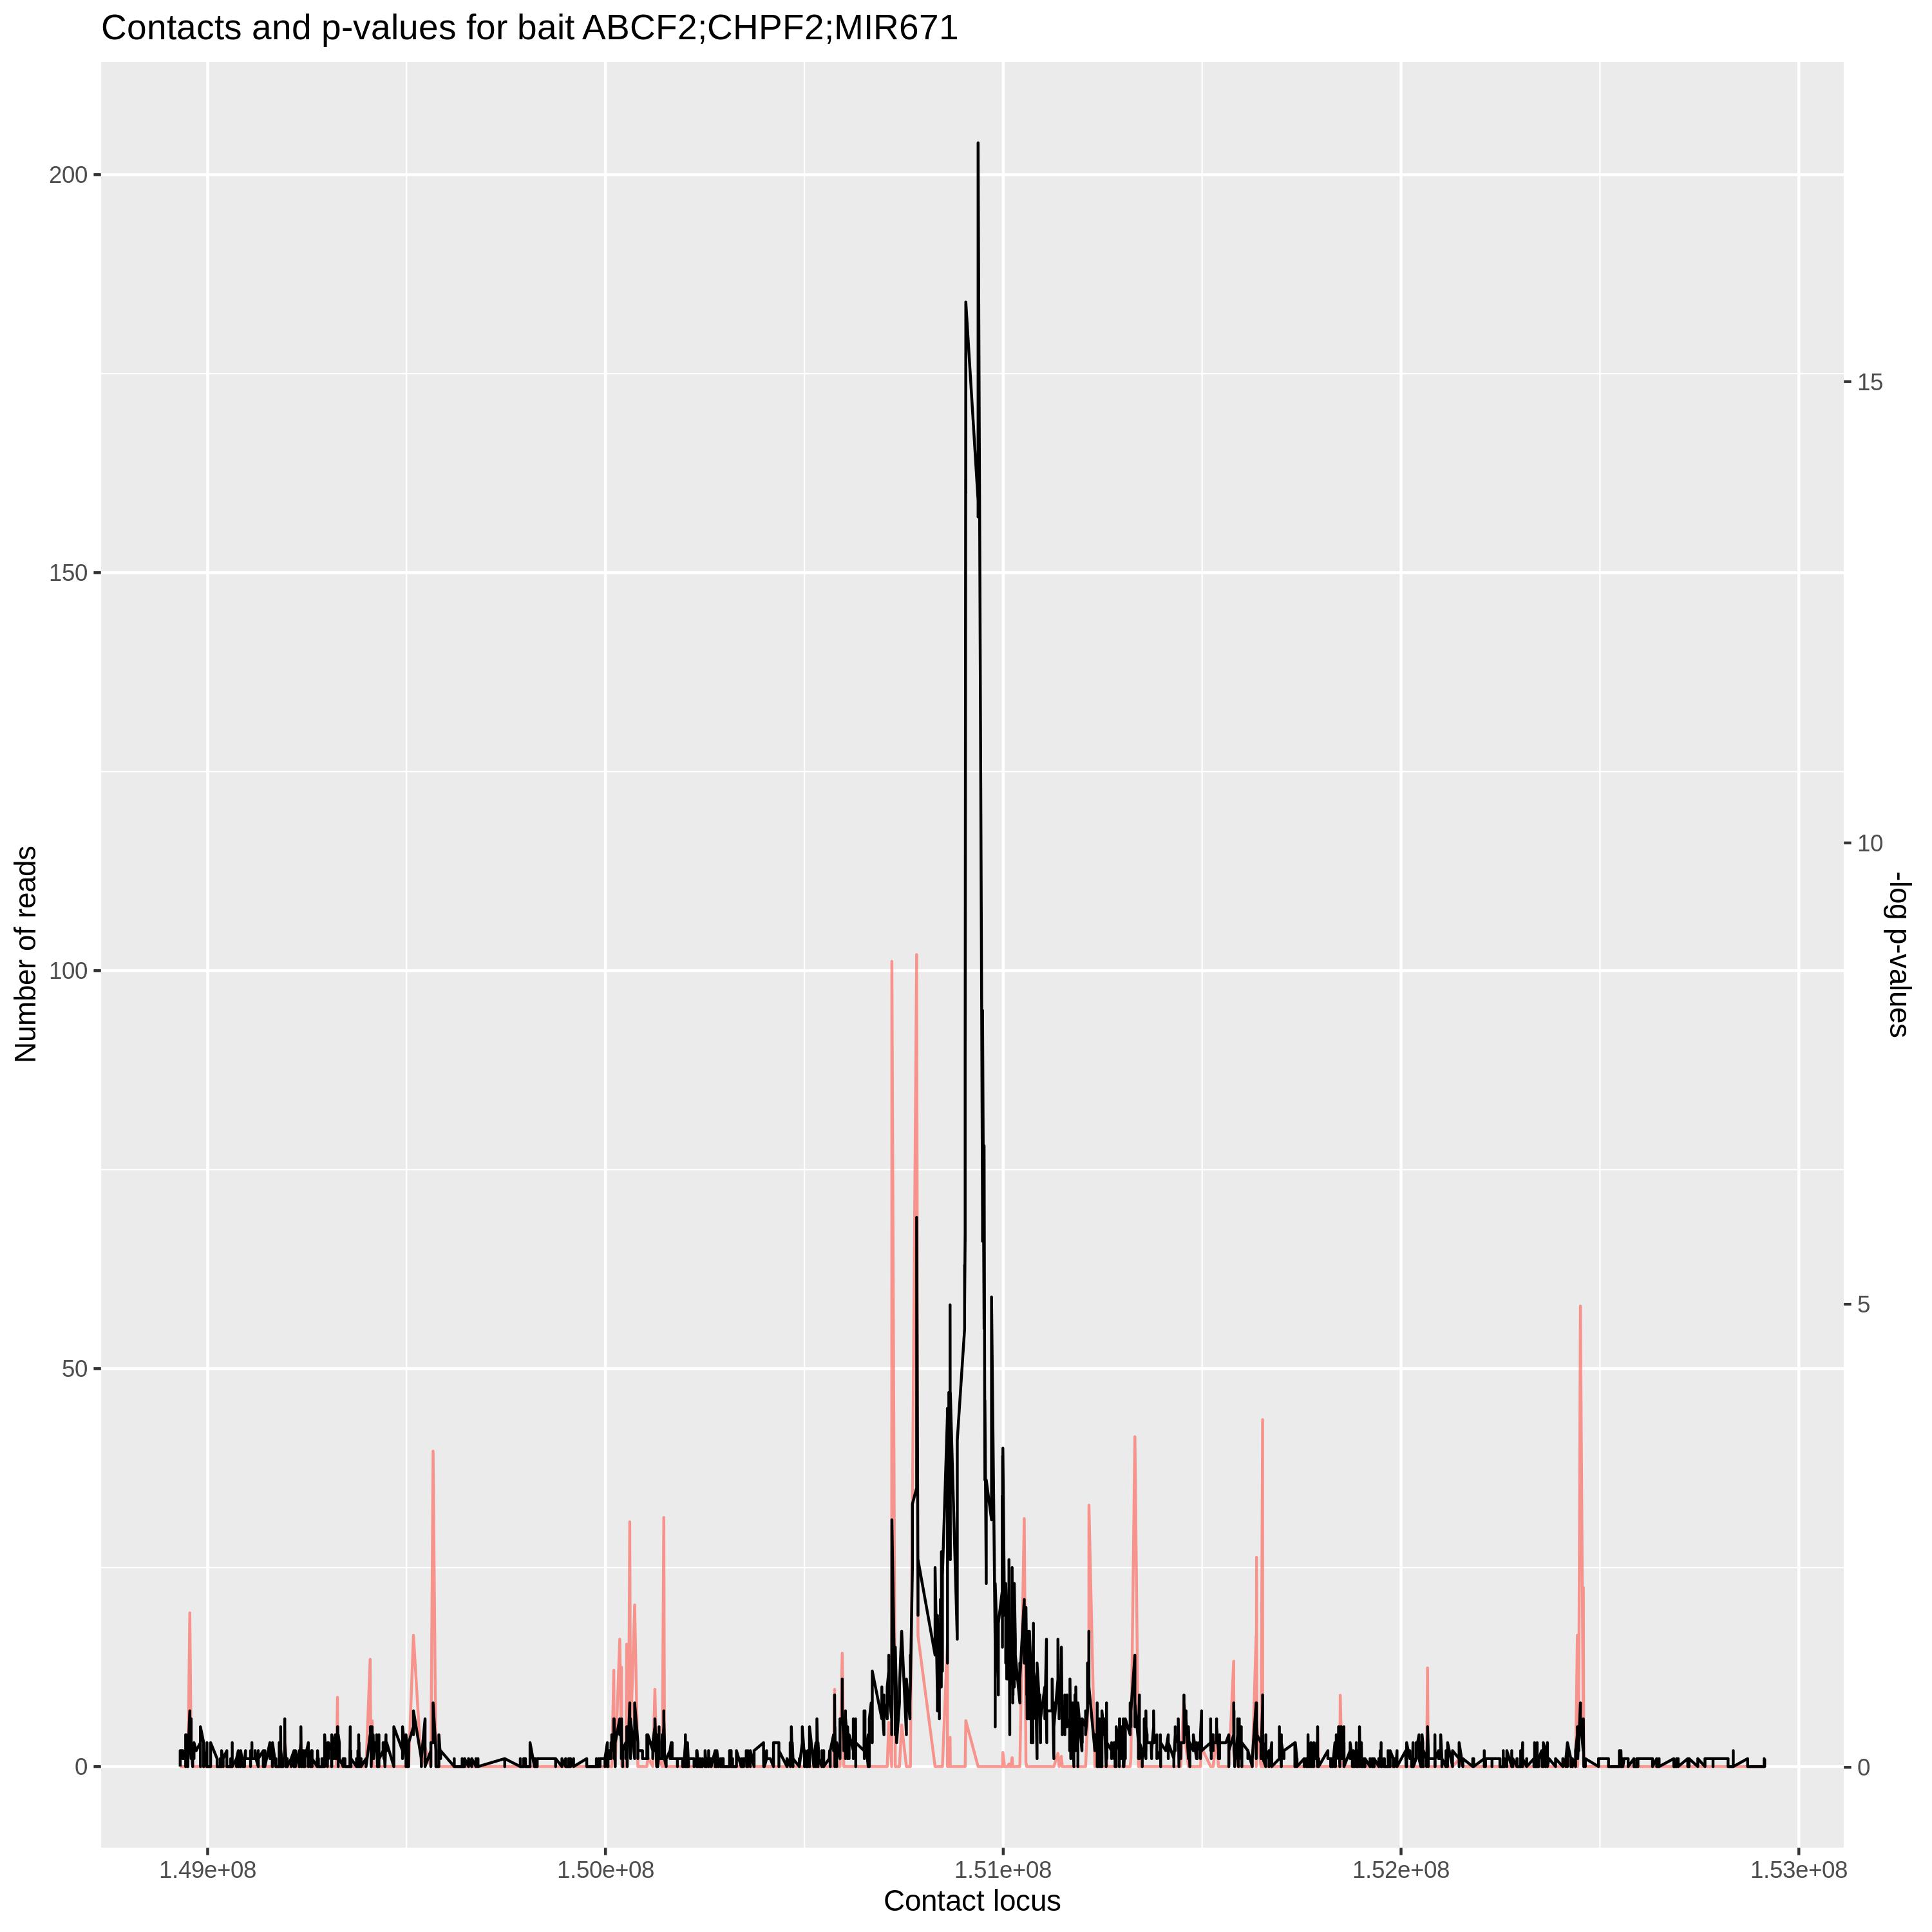 Contacts and p-values for bait ABCF2;CHPF2;MIR671
200
150
100
50
0
Number of reads
15
10
5
0
-log p-values
1.49e+08
1.50e+08
1.51e+08
1.52e+08
1.53e+08
Contact locus